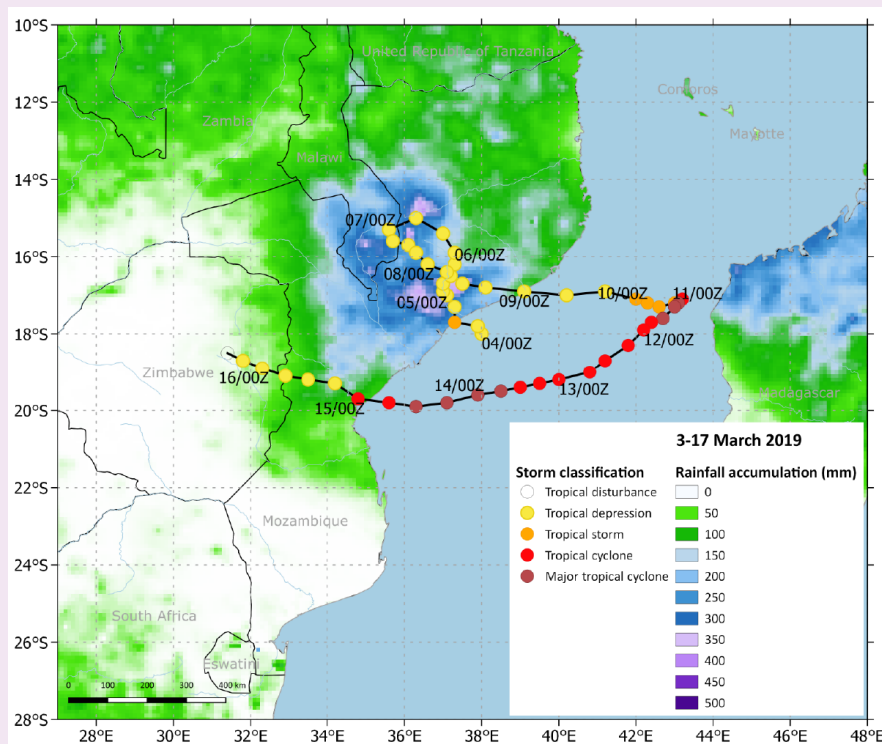 10°S
12°S
14°S
16°S
18°S
20°S
22°S
24°S
26°S
28°S
United Republic of Tanzania
Comoros
Mayotte
Zambia
Malawi
07/00Z
06/00Z
08/00Z
05/00Z
09/00Z
10/00Z
11/00Z
04/00Z
12/00Z
Zimbabwe
16/00Z
15/00Z
14/00Z
13/00Z
Madagascar
Mozambique
South Africa
Eswatini
3-17 March 2019
Storm classification
Tropical disturbance
Tropical depression
Tropical storm
Tropical cyclone
Major tropical cyclone
Rainfall accumulation (mm)
0
50
100
150
200
250
300
350
400
450
500
0 100 200 300 400 km
28°E 30°E 32°E 34°E 36°E 38°E 40°E 42°E 44°E 46°E 48°E